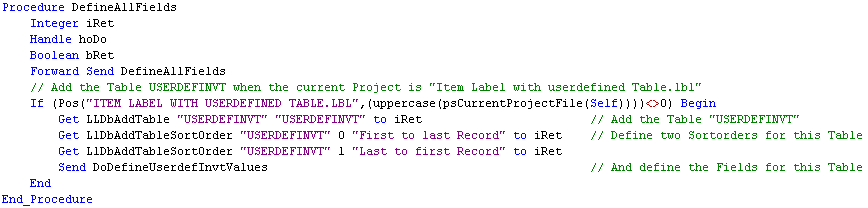 Procedure DefineAllFields
    Integer iRet
    Handle hoDo
    Boolean bRet
    Forward Send DefineAllFields
    // Add the Table USERDEFINVT when the current Project is "Item Label with userdefined Table.lbl"
    If (Pos("ITEM LABEL WITH USERDEFINED TABLE.LBL",(uppercase(psCurrentProjectFile(Self))))<>0) Begin
        Get LLDbAddTable "USERDEFINVT" "USERDEFINVT" to iRet // Add the Table "USERDEFINVT"
        Get LlDbAddTableSortOrder "USERDEFINVT" 0 "First to last Record" to iRet // Define two Sortorders for this Table
        Get LLDbAddTableSortOrder "USERDEFINVT" 1 "Last to first Record" to iRet
        Send DoDefineUserdefInvtValues // And define the Fields for this Table
    End
End_Procedure